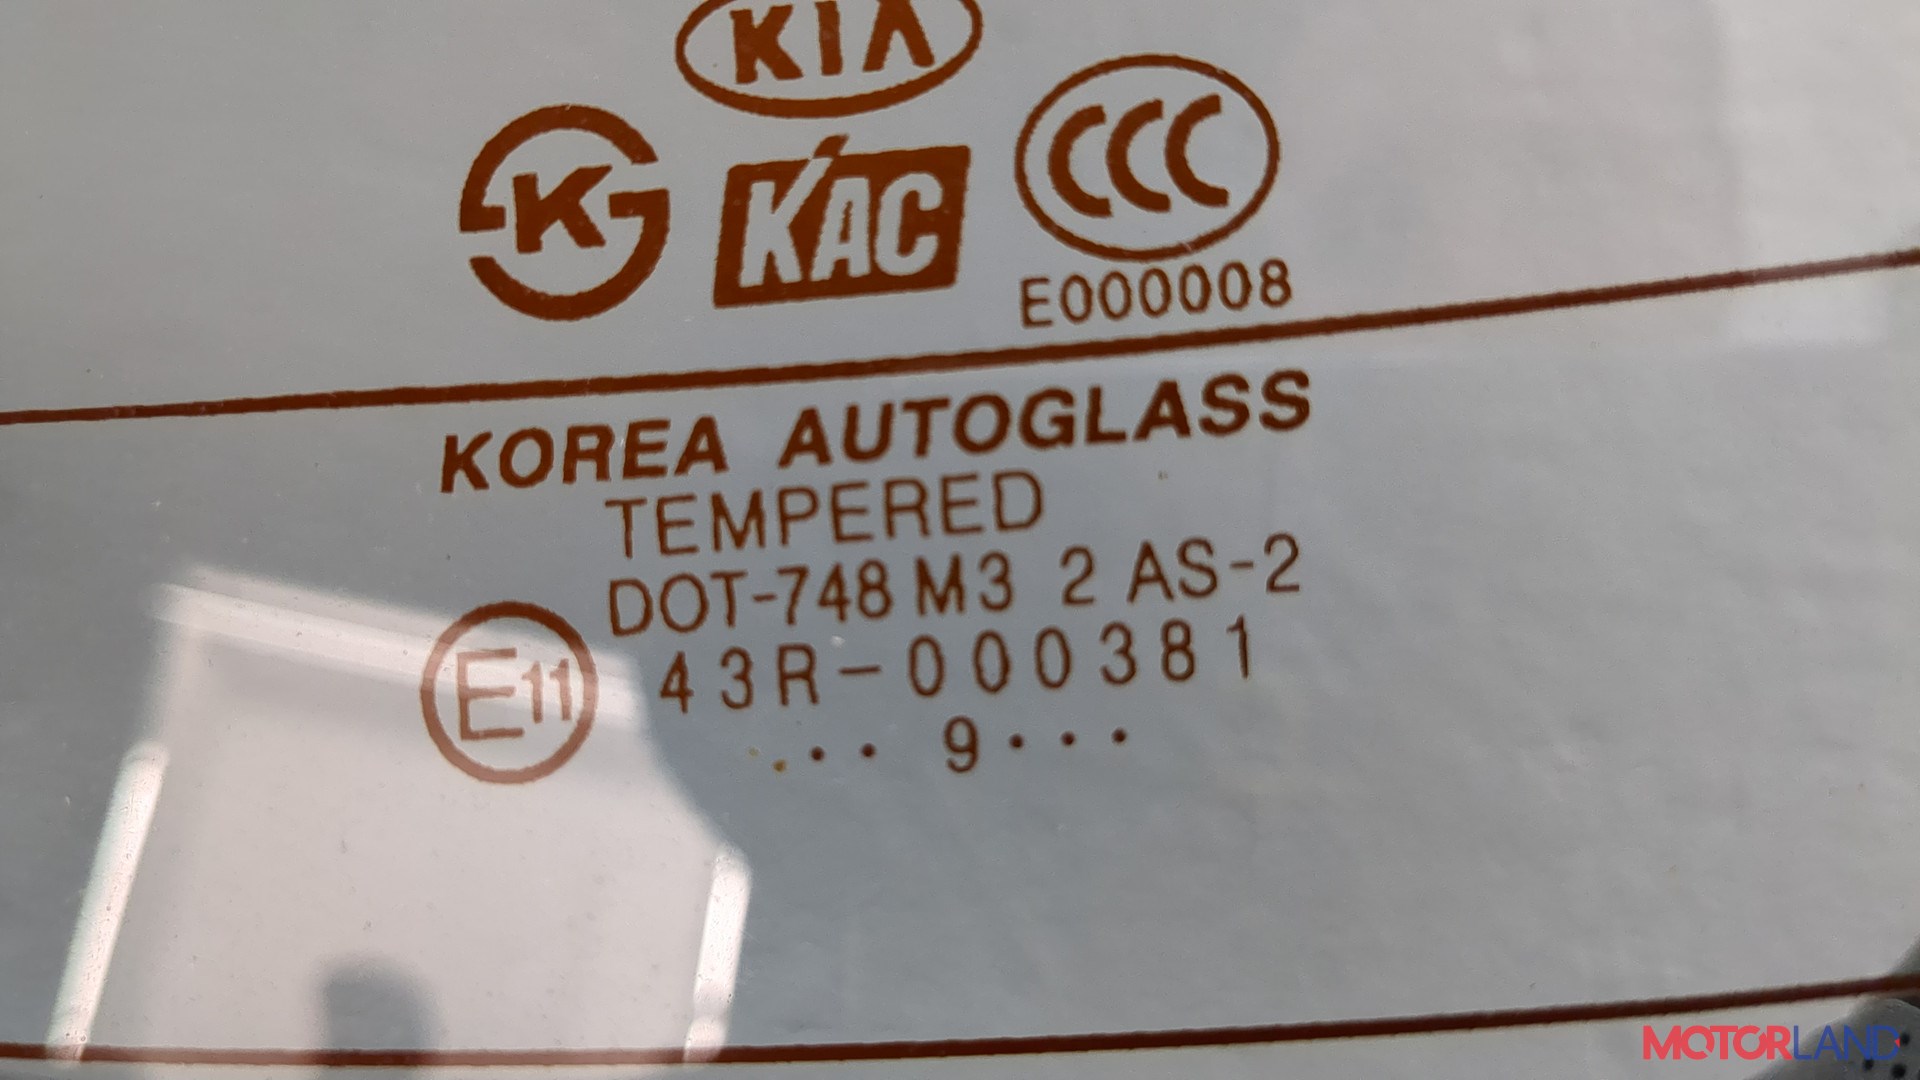 KIA
K
KAC
CCC
E000008
KOREA AUTOGLASS
TEMPERED
DOT-748 M3 2 AS-2
E11
43R-000381
.·· 9···
MOTORLAND